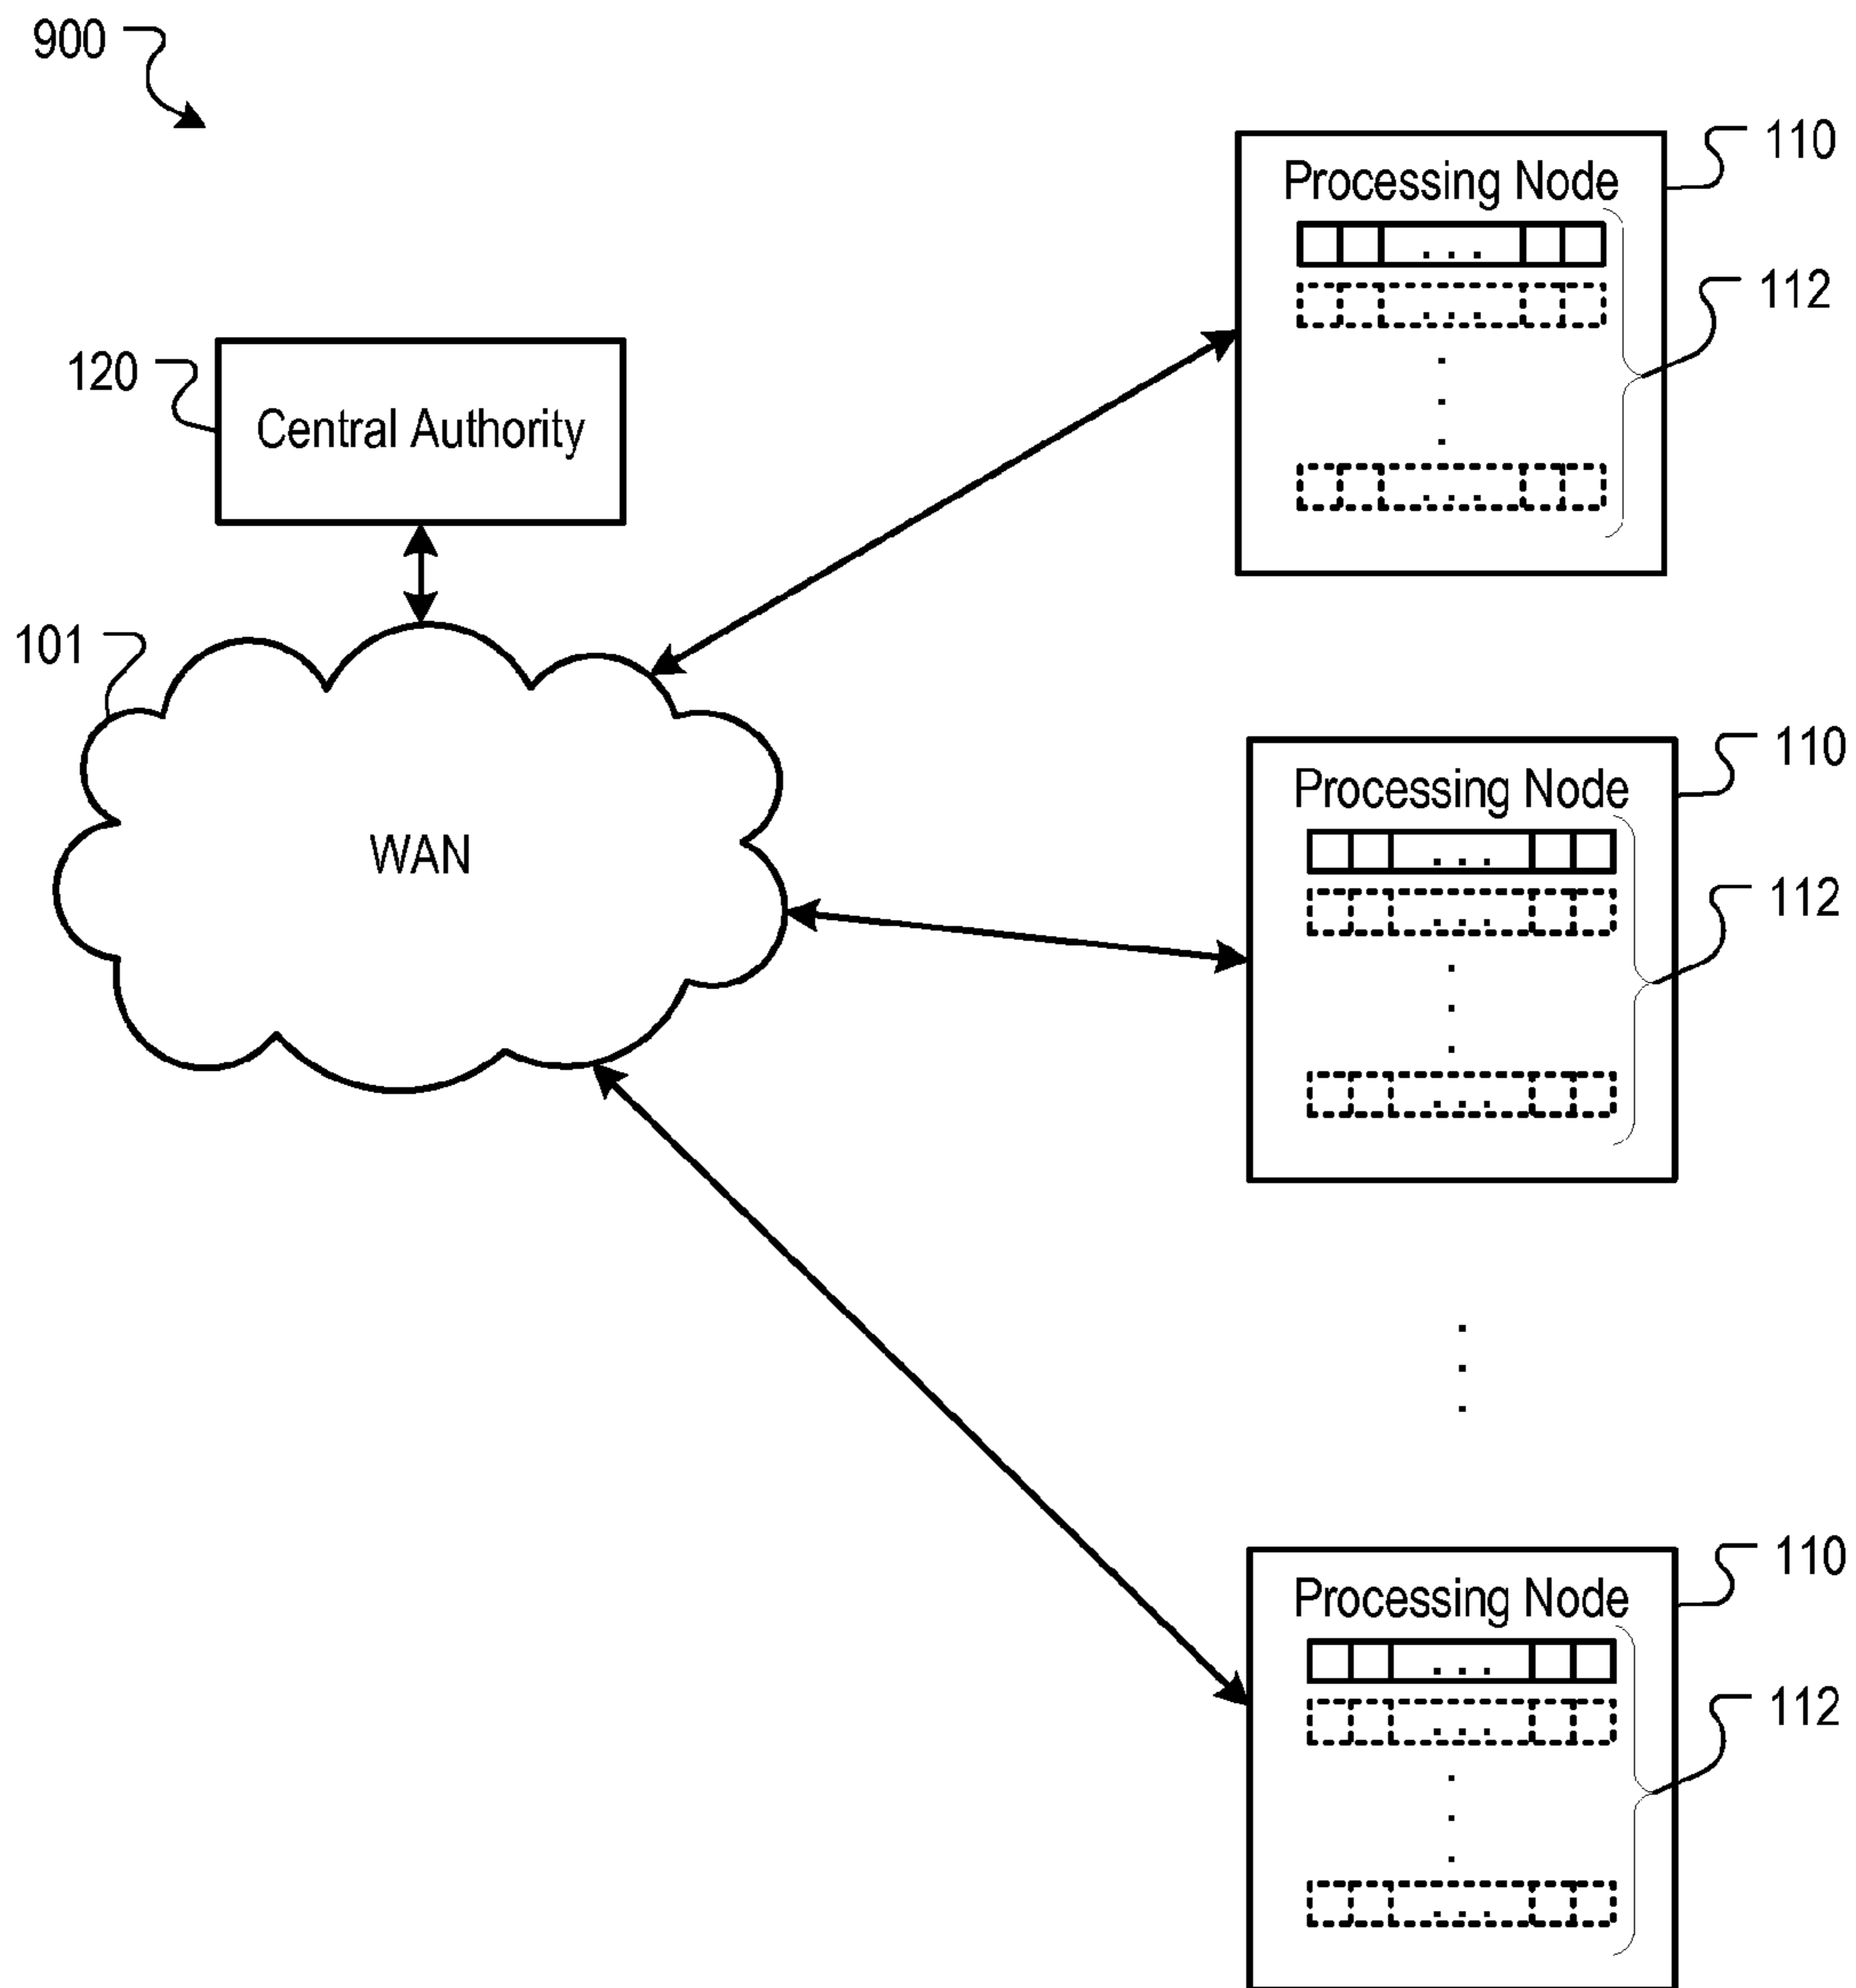 900
110
Processing Node
112
120
Central Authority
101
WAN
110
Processing Node
112
110
Processing Node
112